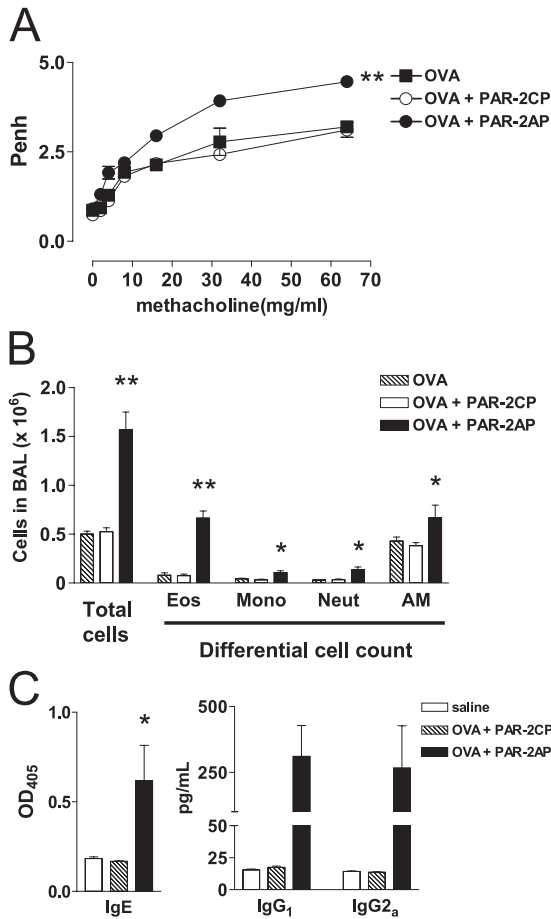 A
5.0
2.5
0.0
Penh
**
OVA
OVA + PAR-2CP
OVA + PAR-2AP
0 10 20 30 40 50 60 70
methacholine(mg/ml)
B
2.0
1.5
1.0
0.5
0
Cells in BAL (x 10⁶)
** ** * * *
OVA
OVA + PAR-2CP
OVA + PAR-2AP
Total
cells
Eos Mono Neut AM
Differential cell count
C
1.0
0.5
0.0
OD₄₀₅
*
IgE
500
250
50
25
0
pg/mL
IgG₁ IgG2ₐ
saline
OVA + PAR-2CP
OVA + PAR-2AP